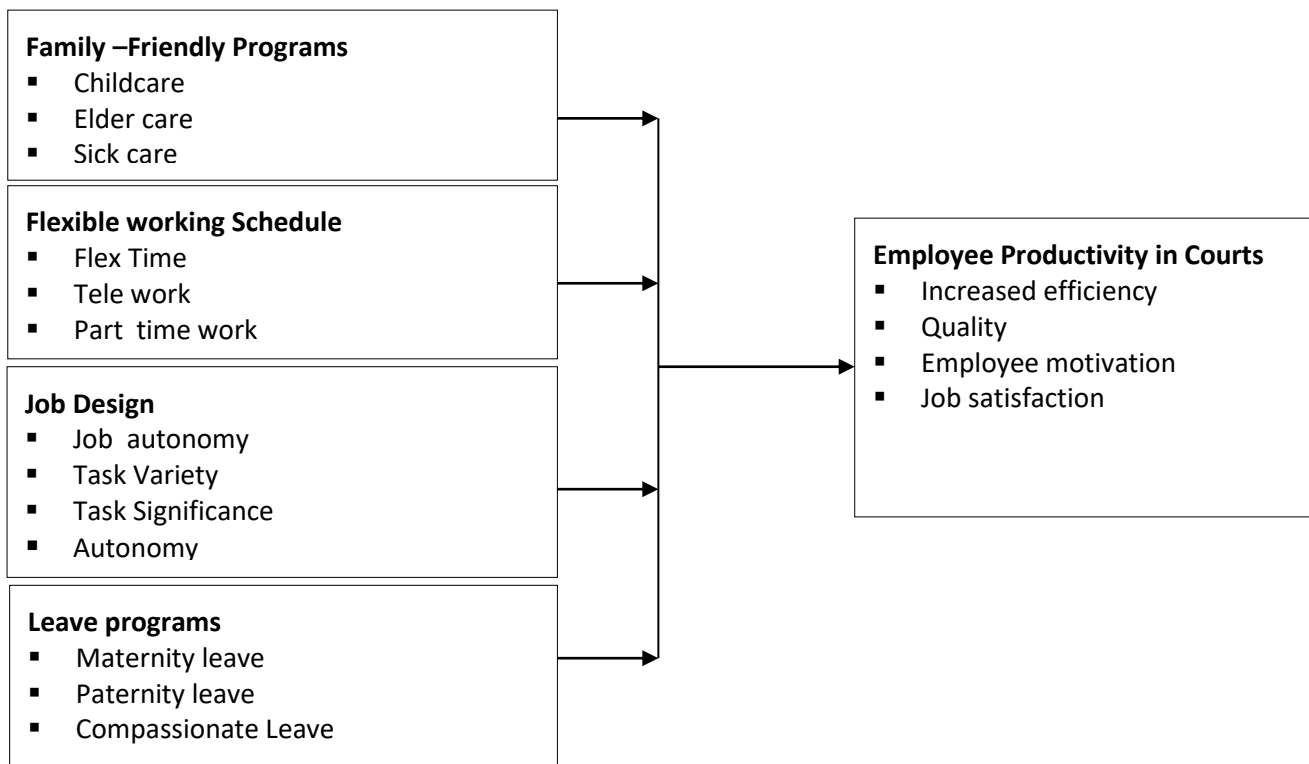 Family –Friendly Programs
▪ Childcare
▪ Elder care
▪ Sick care
Flexible working Schedule
▪ Flex Time
▪ Tele work
▪ Part  time work
Job Design
▪ Job  autonomy
▪ Task Variety
▪ Task Significance
▪ Autonomy
Leave programs
▪ Maternity leave
▪ Paternity leave
▪ Compassionate Leave
Employee Productivity in Courts
▪ Increased efficiency
▪ Quality
▪ Employee motivation
▪ Job satisfaction